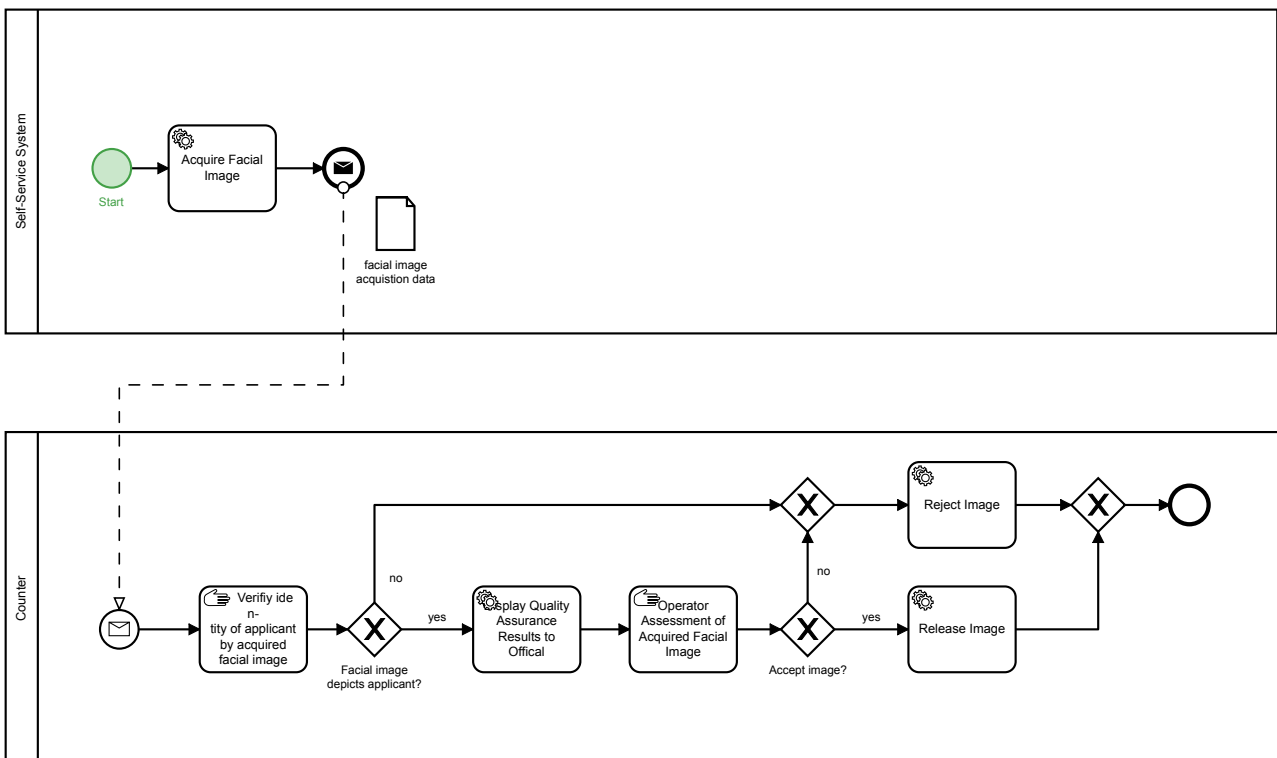 Self-Service System
Acquire Facial
Image
Start
facial image
acquistion data
Counter
Verifiy ide
n-
tity of applicant
by acquired
facial image
no
yes
Facial image
depicts applicant?
splay Quality
Assurance
Results to
Offical
Operator
Assessment of
Acquired Facial
Image
no
yes
Accept image?
Reject Image
Release Image